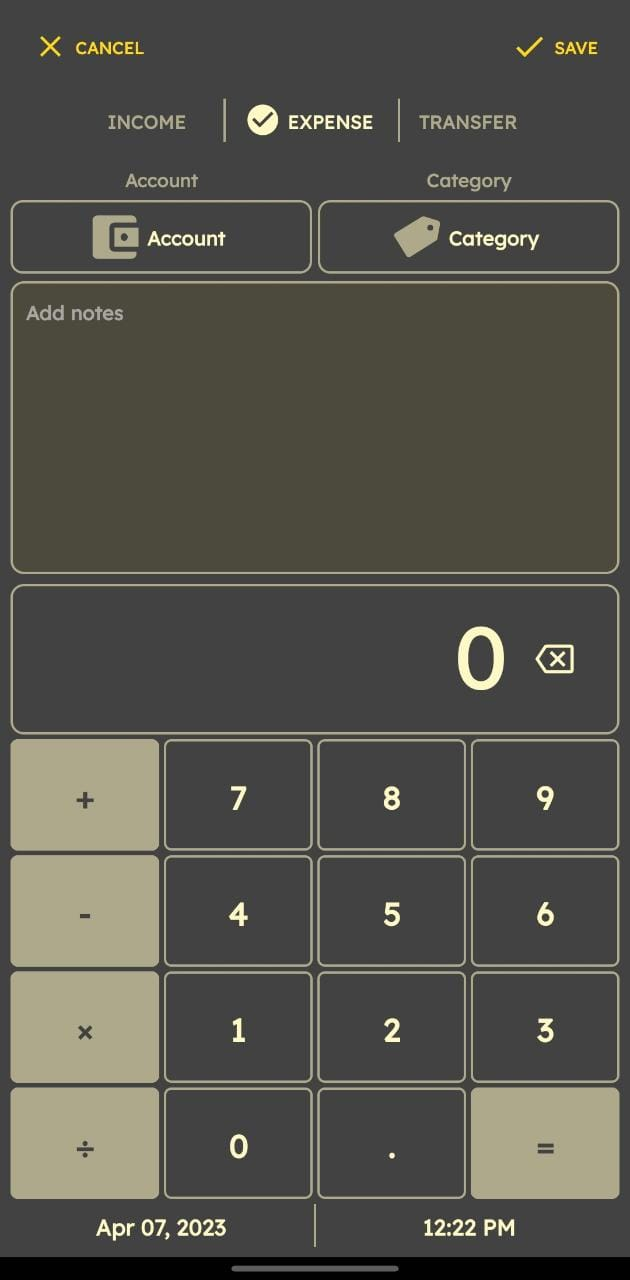 CANCEL SAVE
INCOME EXPENSE TRANSFER
Account Category
Account Category
Add notes
0
+ 7 8 9
- 4 5 6
× 1 2 3
÷ 0 . =
Apr 07, 2023 12:22 PM